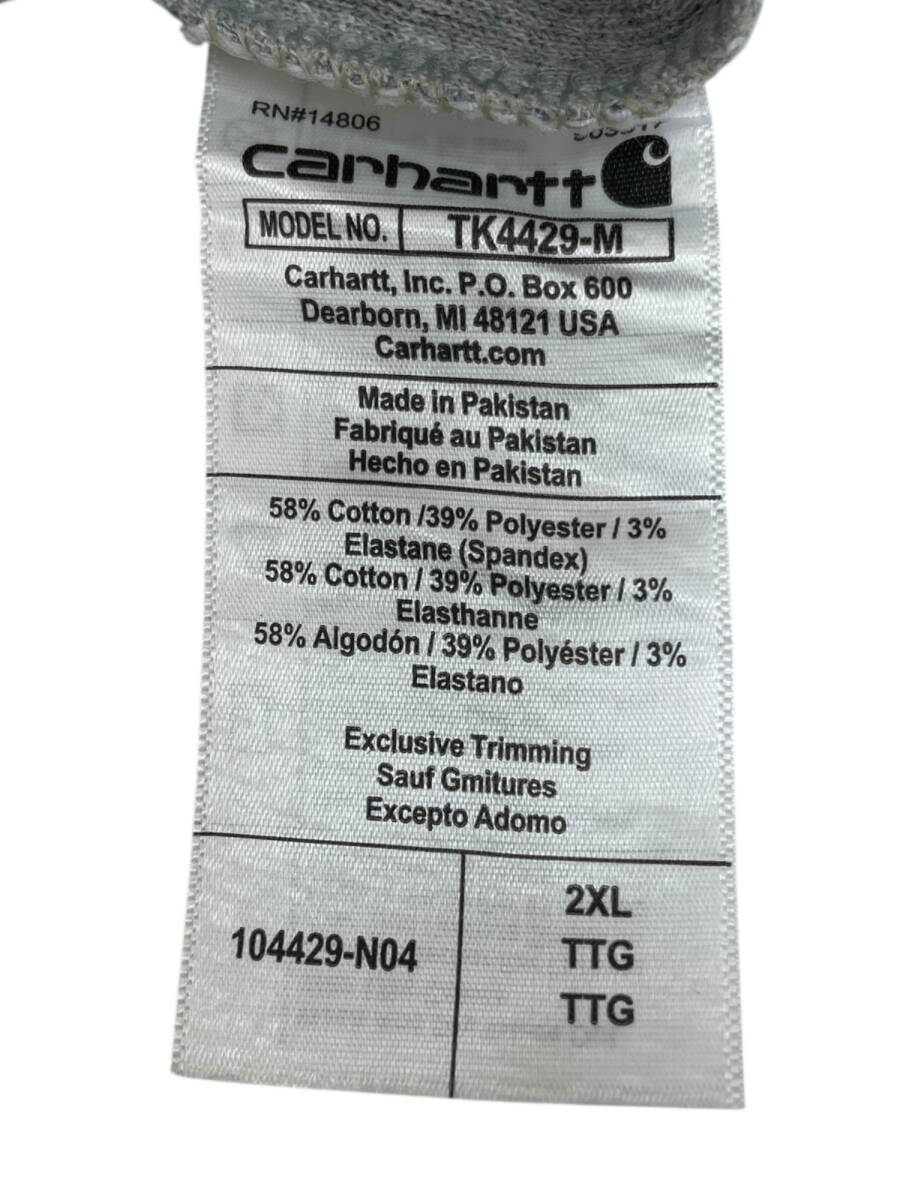 RN#14806
carhartt
MODEL NO. TK4429-M
Carhartt, Inc. P.O. Box 600
Dearborn, MI 48121 USA
Carhartt.com
Made in Pakistan
Fabriqué au Pakistan
Hecho en Pakistan
58% Cotton /39% Polyester / 3%
Elastane (Spandex)
58% Cotton / 39% Polyester / 3%
Elasthanne
58% Algodón / 39% Polyéster / 3%
Elastano
Exclusive Trimming
Sauf Gmitures
Excepto Adomo
104429-N04
2XL
TTG
TTG